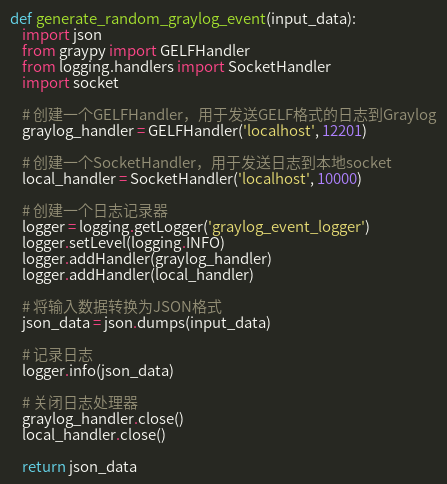 def generate_random_graylog_event(input_data):
    import json
    from graypy import GELFHandler
    from logging.handlers import SocketHandler
    import socket

    # 创建一个GELFHandler，用于发送GELF格式的日志到Graylog
    graylog_handler = GELFHandler('localhost', 12201)

    # 创建一个SocketHandler，用于发送日志到本地socket
    local_handler = SocketHandler('localhost', 10000)

    # 创建一个日志记录器
    logger = logging.getLogger('graylog_event_logger')
    logger.setLevel(logging.INFO)
    logger.addHandler(graylog_handler)
    logger.addHandler(local_handler)

    # 将输入数据转换为JSON格式
    json_data = json.dumps(input_data)

    # 记录日志
    logger.info(json_data)

    # 关闭日志处理器
    graylog_handler.close()
    local_handler.close()

    return json_data